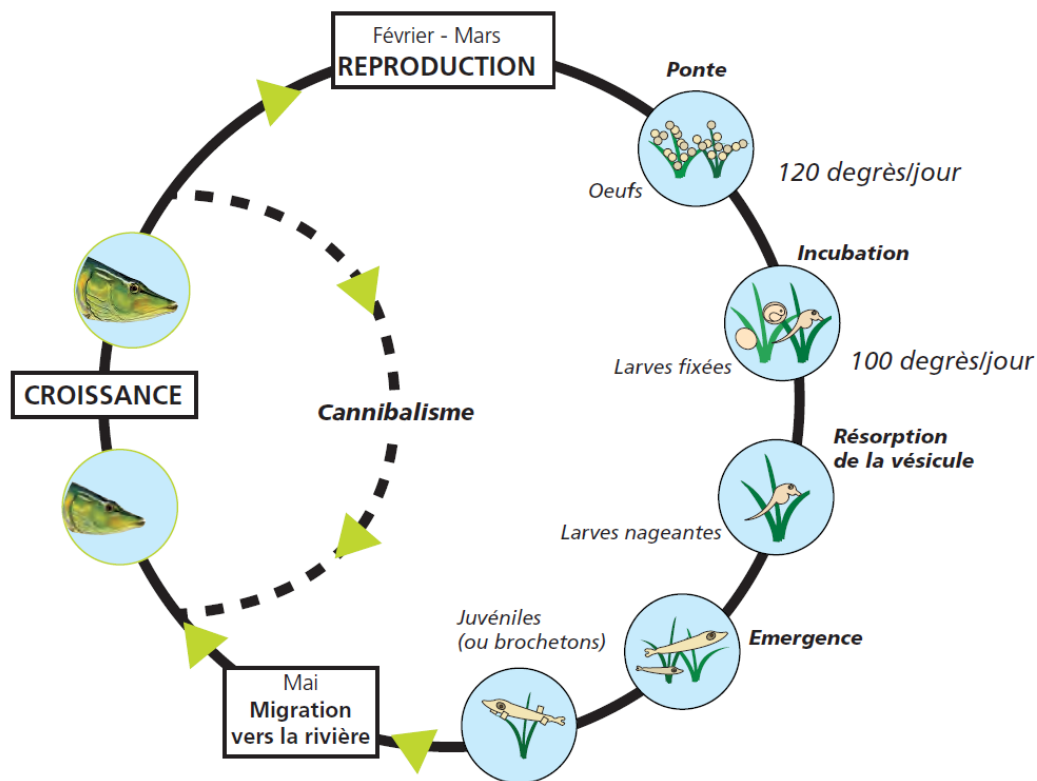 Février - Mars
REPRODUCTION
Ponte
Oeufs
120 degrès/jour
Incubation
Larves fixées
100 degrès/jour
Résorption
de la vésicule
Larves nageantes
Emergence
Juvéniles
(ou brochetons)
Mai
Migration
vers la rivière
CROISSANCE
Cannibalisme